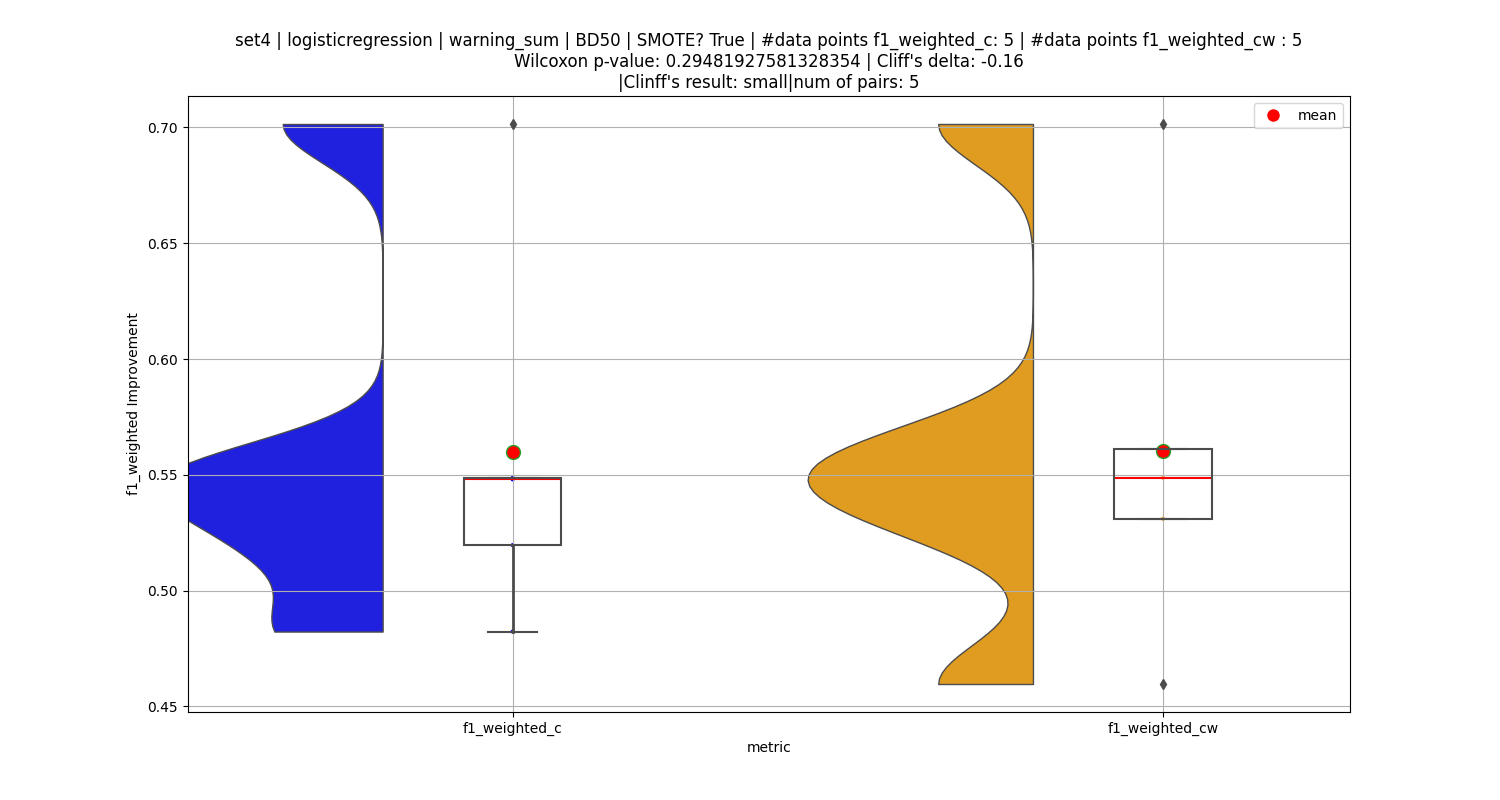 set4 | logisticregression | warning_sum | BD50 | SMOTE? True | #data points f1_weighted_c: 5 | #data points f1_weighted_cw : 5
Wilcoxon p-value: 0.29481927581328354 | Cliff's delta: -0.16
|Clinff's result: small|num of pairs: 5
mean
0.70
0.65
0.60
0.55
0.50
0.45
f1_weighted Improvement
f1_weighted_c
f1_weighted_cw
metric